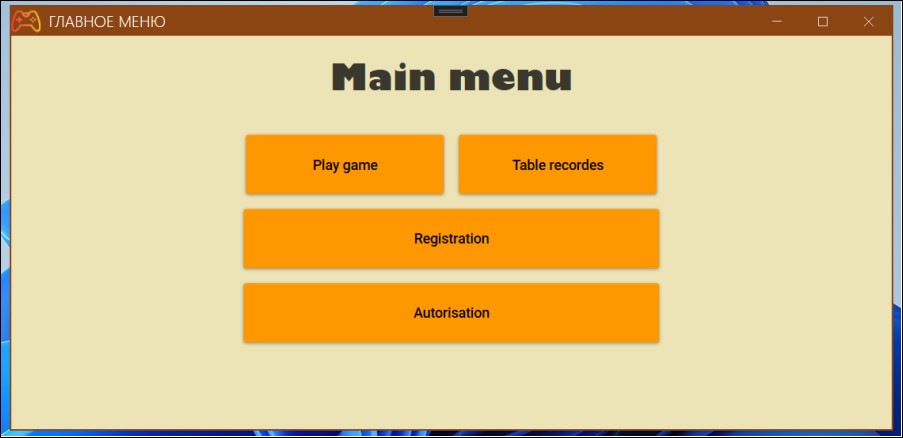 ГЛАВНОЕ МЕНЮ
Main menu
Play game
Table recordes
Registration
Autorisation